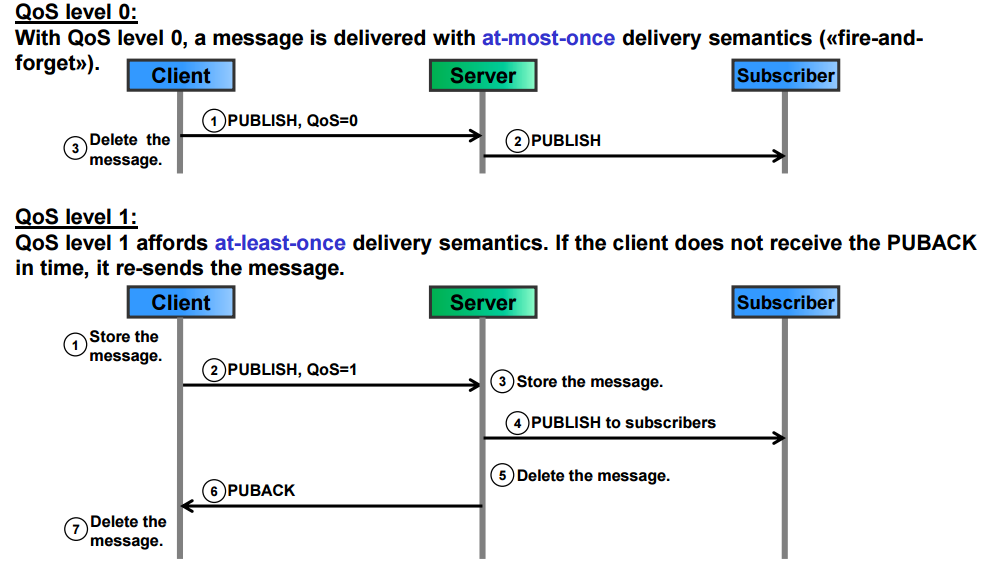 QoS level 0:
With QoS level 0, a message is delivered with at-most-once delivery semantics («fire-and-
forget»).
Client
Server
Subscriber
1 PUBLISH, QoS=0
2 PUBLISH
3 Delete the
message.
QoS level 1:
QoS level 1 affords at-least-once delivery semantics. If the client does not receive the PUBACK
in time, it re-sends the message.
Client
Server
Subscriber
1 Store the
message.
2 PUBLISH, QoS=1
3 Store the message.
4 PUBLISH to subscribers
5 Delete the message.
6 PUBACK
7 Delete the
message.